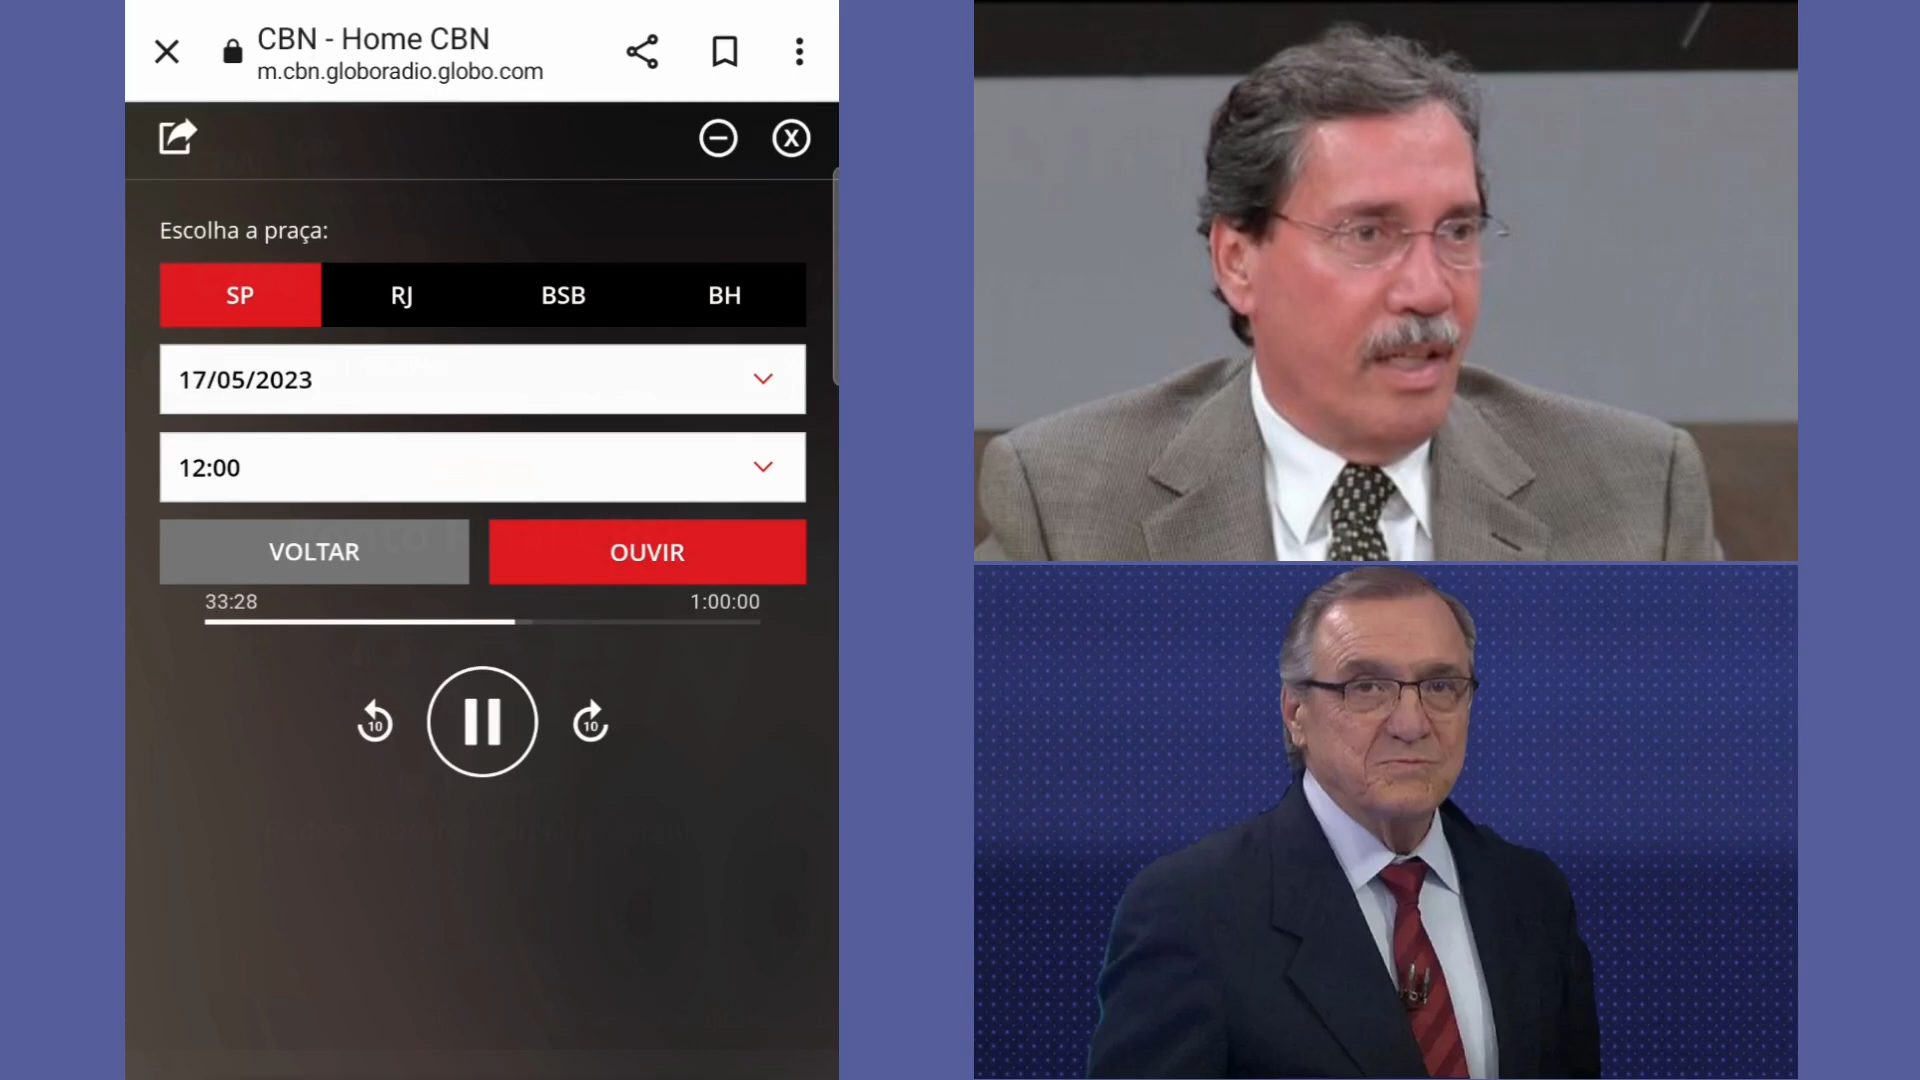 CBN - Home CBN
m.cbn.globoradio.globo.com
Escolha a praça:
SP RJ BSB BH
17/05/2023
12:00
VOLTAR OUVIR
33:28 1:00:00
10 10